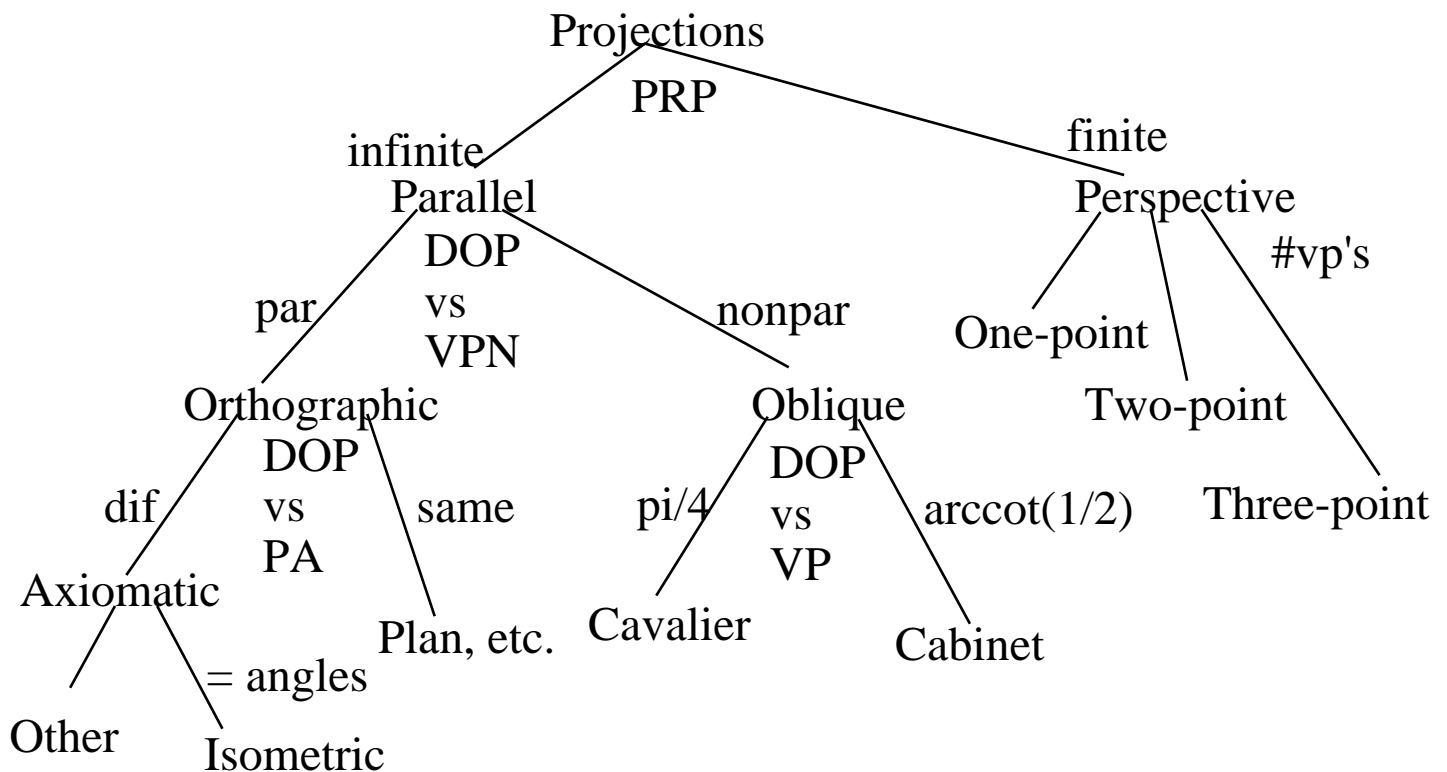 Projections
PRP
infinite
finite
Parallel
Perspective
DOP
vs
VPN
#vp's
par
nonpar
One-point
Orthographic
Oblique
Two-point
DOP
vs
PA
DOP
vs
VP
dif
same
pi/4
arccot(1/2)
Three-point
Axiomatic
Plan, etc.
Cavalier
Cabinet
= angles
Other
Isometric